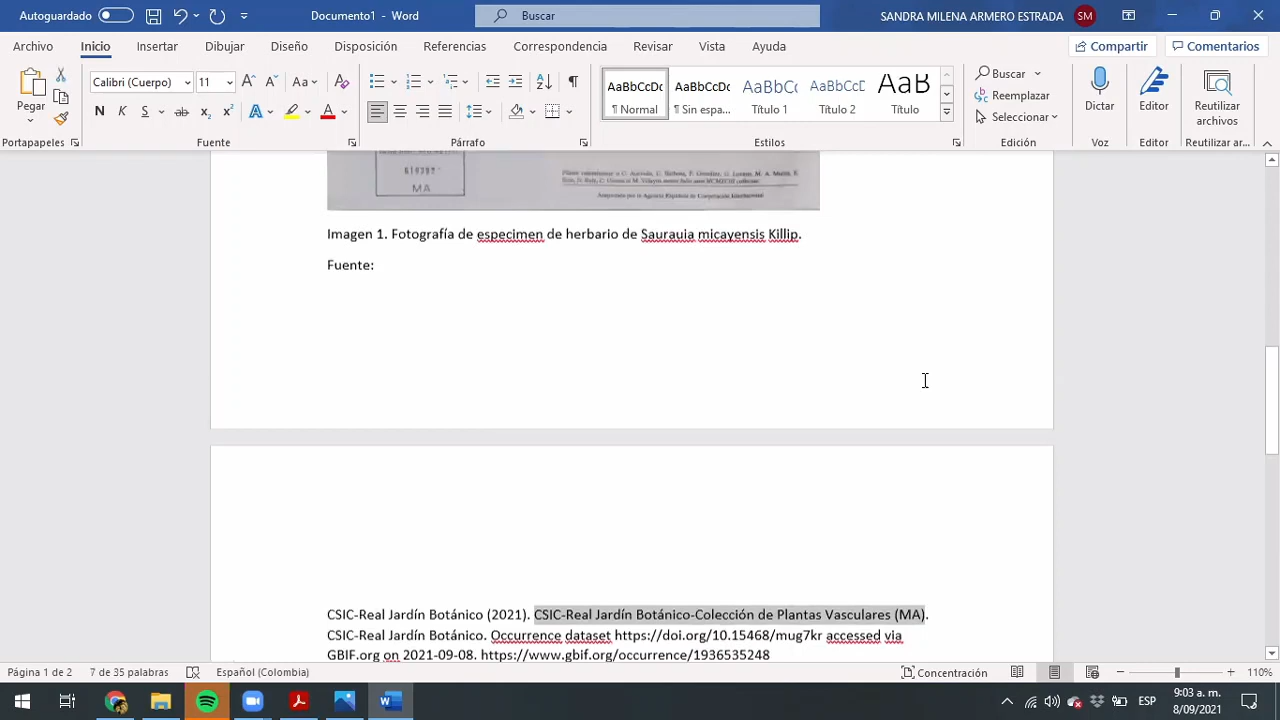 Autoguardado
Documento1 - Word
Buscar
SANDRA MILENA ARMERO ESTRADA
SM
Archivo Inicio Insertar Dibujar Diseño Disposición Referencias Correspondencia Revisar Vista Ayuda
Compartir
Comentarios
Pegar
Calibri (Cuerpo)
11
Aa
N K S ab x₂ x² A A
AaBbCcDc
¶ Normal
AaBbCcDc
¶ Sin espa...
AaBbCc
Título 1
AaBbCcD
Título 2
AaB
Título
Buscar
Reemplazar
Seleccionar
Dictar
Editor
Reutilizar
archivos
Portapapeles
Fuente
Párrafo
Estilos
Edición
Voz
Editor
Reutilizar ar...
MA
Imagen 1. Fotografía de especimen de herbario de Saurauia micayensis Killip.
Fuente:
CSIC-Real Jardín Botánico (2021). CSIC-Real Jardín Botánico-Colección de Plantas Vasculares (MA).
CSIC-Real Jardín Botánico. Occurrence dataset https://doi.org/10.15468/mug7kr accessed via
GBIF.org on 2021-09-08. https://www.gbif.org/occurrence/1936535248
Página 1 de 2
7 de 35 palabras
Español (Colombia)
Concentración
110%
ESP
9:03 a. m.
8/09/2021